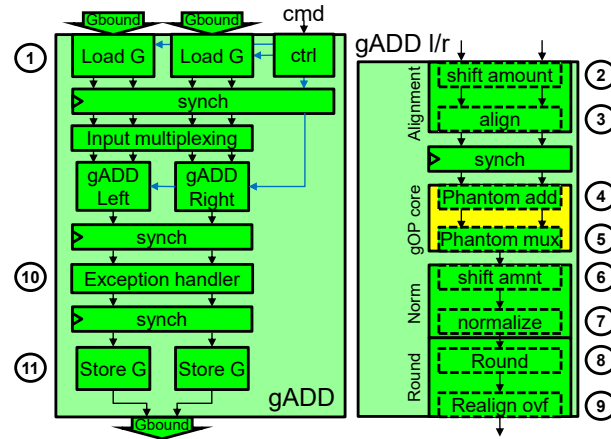 Gbound
Gbound
cmd
1
Load G
Load G
ctrl
synch
Input multiplexing
gADD
Left
gADD
Right
synch
10
Exception handler
synch
11
Store G
Store G
gADD
Gbound
gADD l/r
Alignment
shift amount
2
align
3
synch
gOP core
Phantom add
4
Phantom mux
5
Norm
shift amnt
6
normalize
7
Round
Round
8
Realign ovf
9